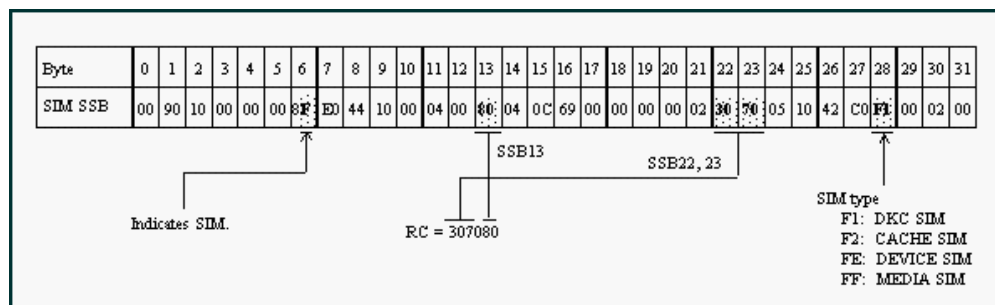 Byte 0 1 2 3 4 5 6 7 8 9 10 11 12 13 14 15 16 17 18 19 20 21 22 23 24 25 26 27 28 29 30 31
SIM SSB 00 90 10 00 00 00 8F E0 44 10 00 04 00 80 04 0C 69 00 00 00 00 02 30 70 05 10 42 C0 F1 00 02 00
SSB13
SSB22, 23
Indicates SIM.
RC = 307080
SIM type
F1: DKC SIM
F2: CACHE SIM
FE: DEVICE SIM
FF: MEDIA SIM